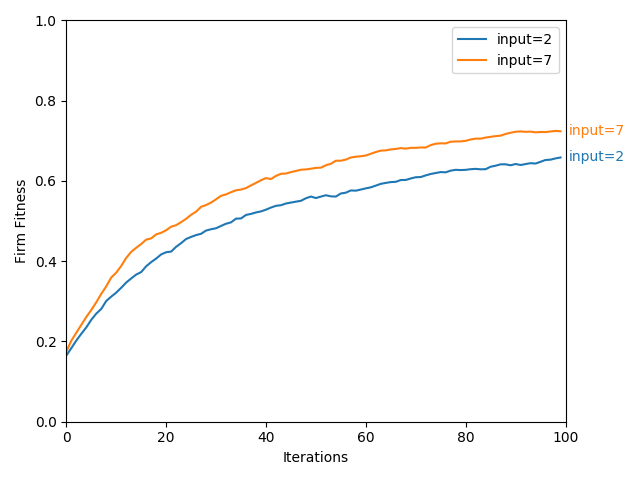 1.0
0.8
0.6
0.4
0.2
0.0
Firm Fitness
input=2
input=7
input=7
input=2
0 20 40 60 80 100
Iterations